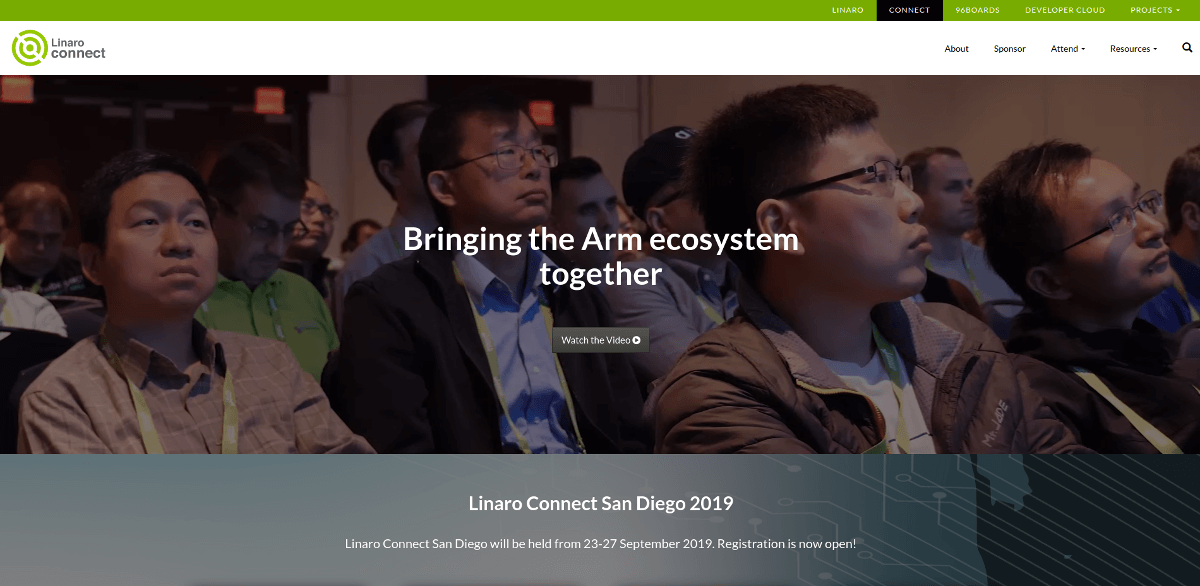 LINARO CONNECT 96BOARDS DEVELOPER CLOUD PROJECTS
Linaro
connect
About Sponsor Attend Resources
Bringing the Arm ecosystem
together
Watch the Video
Mr.JOE
Linaro Connect San Diego 2019
Linaro Connect San Diego will be held from 23-27 September 2019. Registration is now open!